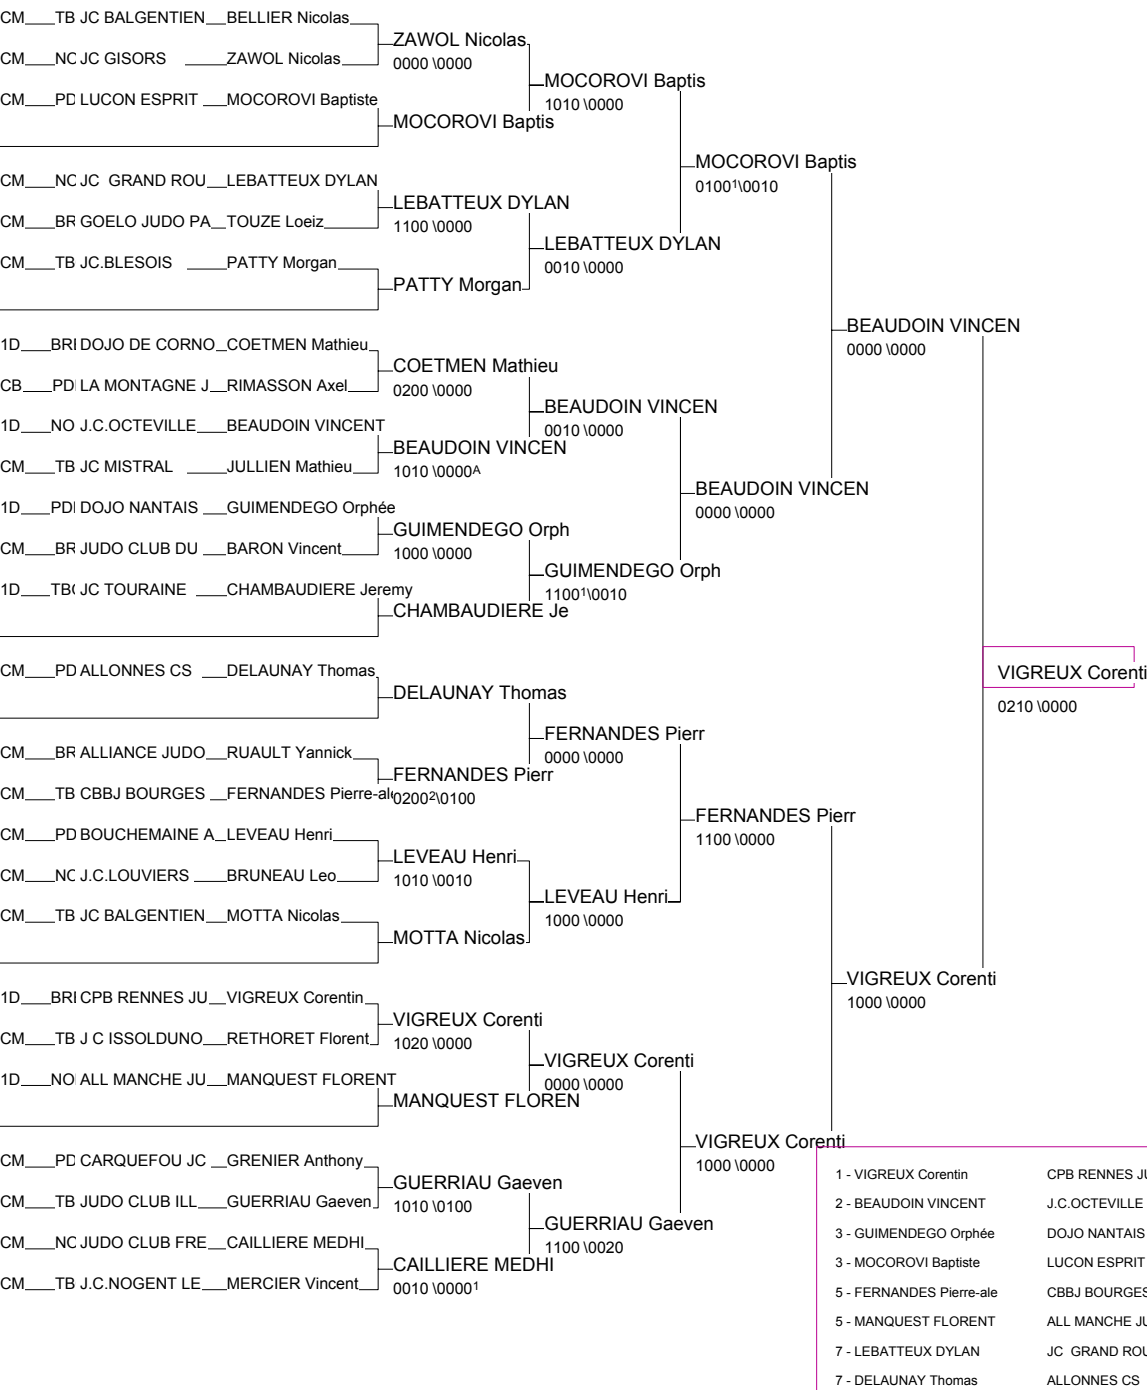 CM TB JC BALGENTIEN BELLIER Nicolas
ZAWOL Nicolas
0000 \0000
CM NC JC GISORS ZAWOL Nicolas
MOCOROVI Baptis
1010 \0000
CM PD LUCON ESPRIT MOCOROVI Baptiste
MOCOROVI Baptis
MOCOROVI Baptis
0100¹\0010
CM NC JC GRAND ROU LEBATTEUX DYLAN
LEBATTEUX DYLAN
1100 \0000
CM BR GOELO JUDO PA TOUZE Loeiz
LEBATTEUX DYLAN
0010 \0000
CM TB JC.BLESOIS PATTY Morgan
PATTY Morgan
BEAUDOIN VINCEN
0000 \0000
1D BRI DOJO DE CORNO COETMEN Mathieu
COETMEN Mathieu
0200 \0000
CB PDI LA MONTAGNE J RIMASSON Axel
BEAUDOIN VINCEN
0010 \0000
1D NO J.C.OCTEVILLE BEAUDOIN VINCENT
BEAUDOIN VINCEN
1010 \0000A
CM TB JC MISTRAL JULLIEN Mathieu
BEAUDOIN VINCEN
0000 \0000
1D PDI DOJO NANTAIS GUIMENDEGO Orphée
GUIMENDEGO Orph
1000 \0000
CM BR JUDO CLUB DU BARON Vincent
GUIMENDEGO Orph
1100¹\0010
1D TB( JC TOURAINE CHAMBAUDIERE Jeremy
CHAMBAUDIERE Je
VIGREUX Corenti
0210 \0000
CM PD ALLONNES CS DELAUNAY Thomas
DELAUNAY Thomas
FERNANDES Pierr
0000 \0000
CM BR ALLIANCE JUDO RUAULT Yannick
FERNANDES Pierr
0200²\0100
CM TB CBBJ BOURGES FERNANDES Pierre-ale
FERNANDES Pierr
1100 \0000
CM PD BOUCHEMAINE A LEVEAU Henri
LEVEAU Henri
1010 \0010
CM NC J.C.LOUVIERS BRUNEAU Leo
LEVEAU Henri
1000 \0000
CM TB JC BALGENTIEN MOTTA Nicolas
MOTTA Nicolas
VIGREUX Corenti
1000 \0000
1D BRI CPB RENNES JU VIGREUX Corentin
VIGREUX Corenti
1020 \0000
CM TB J C ISSOLDUNO RETHORET Florent
VIGREUX Corenti
0000 \0000
1D NO ALL MANCHE JU MANQUEST FLORENT
MANQUEST FLOREN
VIGREUX Corenti
1000 \0000
CM PD CARQUEFOU JC GRENIER Anthony
GUERRIAU Gaeven
1010 \0100
CM TB JUDO CLUB ILL GUERRIAU Gaeven
GUERRIAU Gaeven
1100 \0020
CM NC JUDO CLUB FRE CAILLIERE MEDHI
CAILLIERE MEDHI
0010 \0000¹
CM TB J.C.NOGENT LE MERCIER Vincent
1 - VIGREUX Corentin CPB RENNES JU
2 - BEAUDOIN VINCENT J.C.OCTEVILLE
3 - GUIMENDEGO Orphée DOJO NANTAIS
3 - MOCOROVI Baptiste LUCON ESPRIT
5 - FERNANDES Pierre-ale CBBJ BOURGES
5 - MANQUEST FLORENT ALL MANCHE JU
7 - LEBATTEUX DYLAN JC GRAND ROU
7 - DELAUNAY Thomas ALLONNES CS